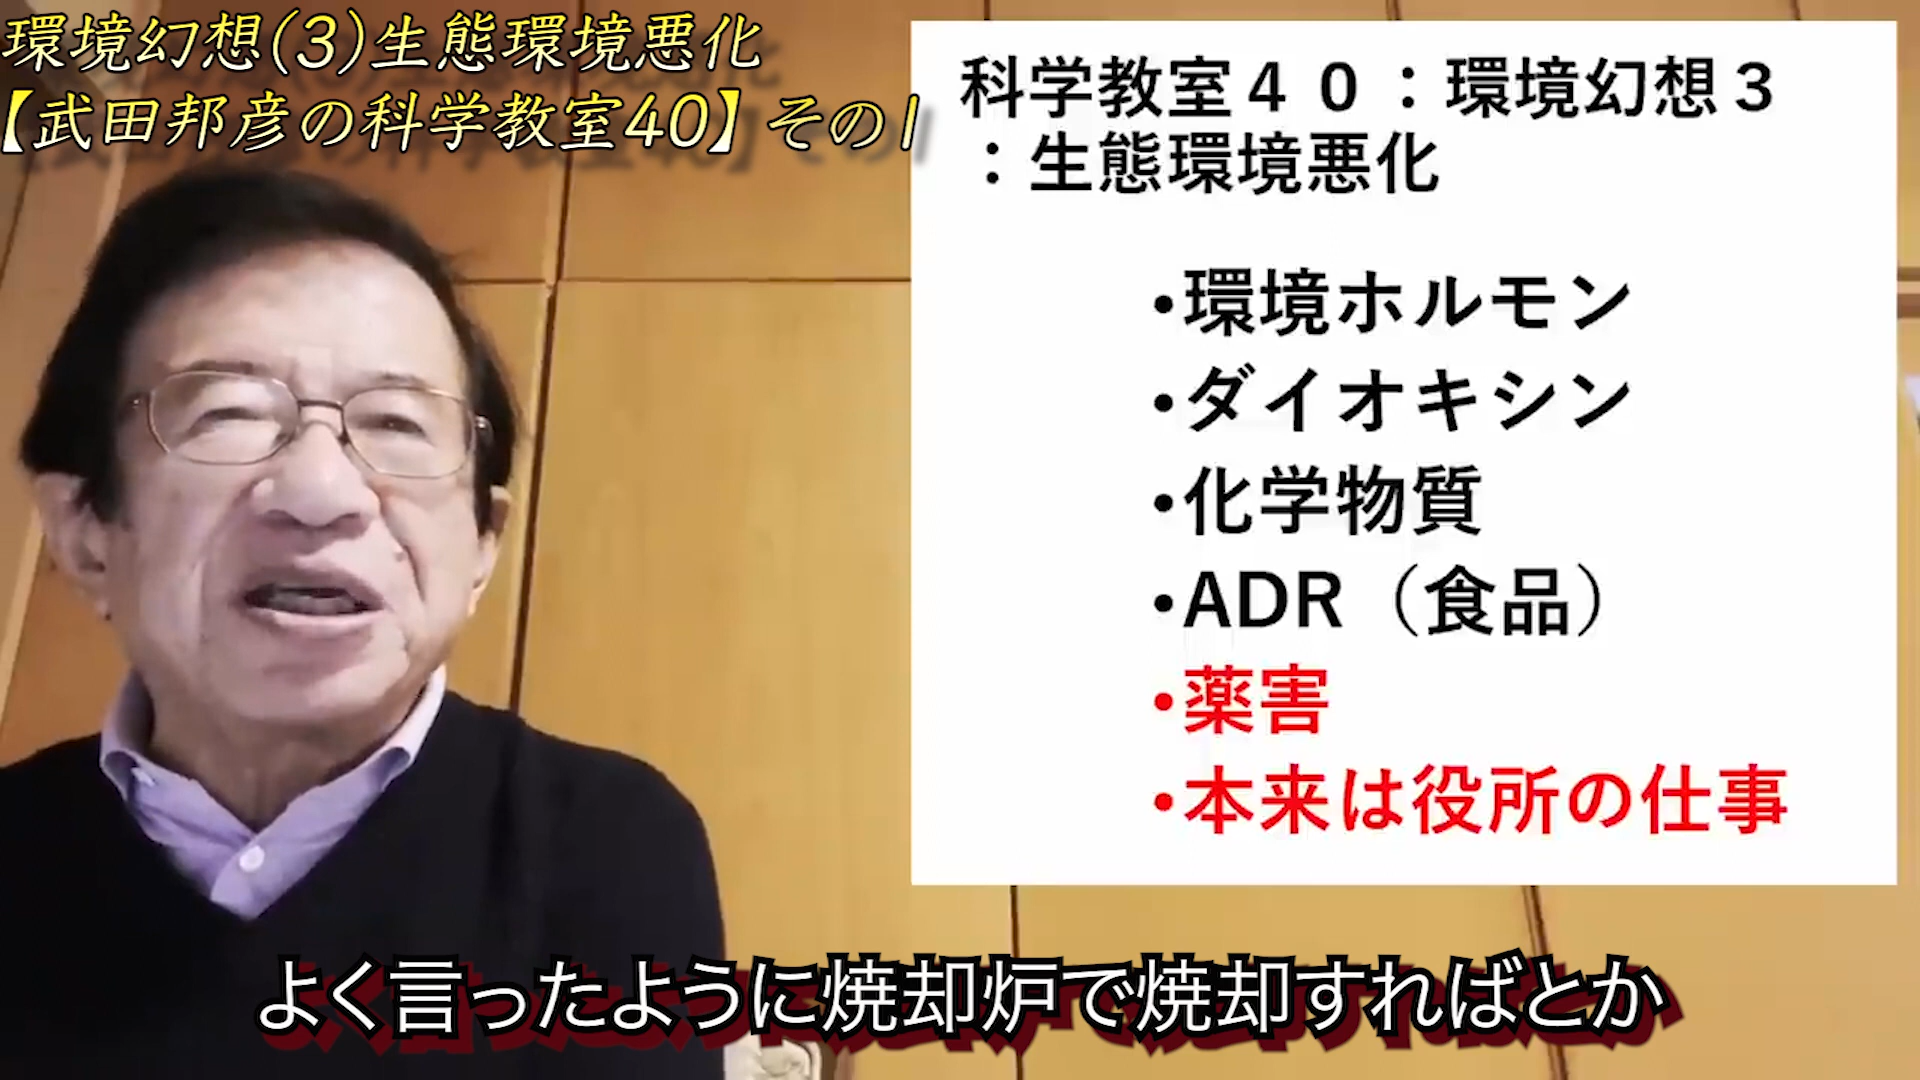 環境幻想(3)生態環境悪化
【武田邦彦の科学教室40】その1
科学教室４０：環境幻想３
：生態環境悪化
・環境ホルモン
・ダイオキシン
・化学物質
・ADR（食品）
・薬害
・本来は役所の仕事
よく言ったように焼却炉で焼却すればとか